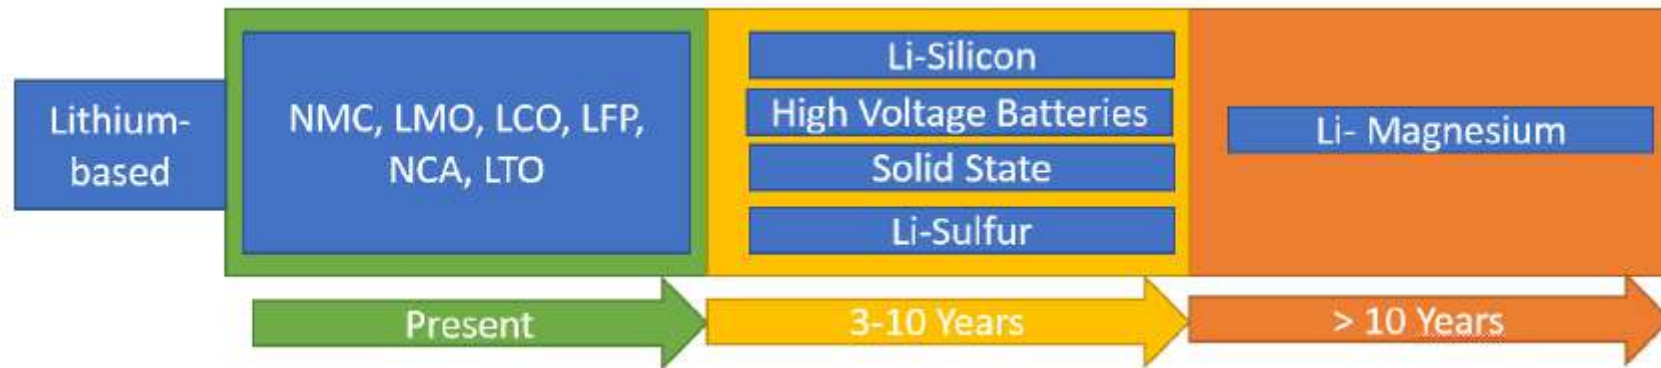 Lithium-
based
NMC, LMO, LCO, LFP,
NCA, LTO
Li-Silicon
High Voltage Batteries
Solid State
Li-Sulfur
Li- Magnesium
Present
3-10 Years
> 10 Years